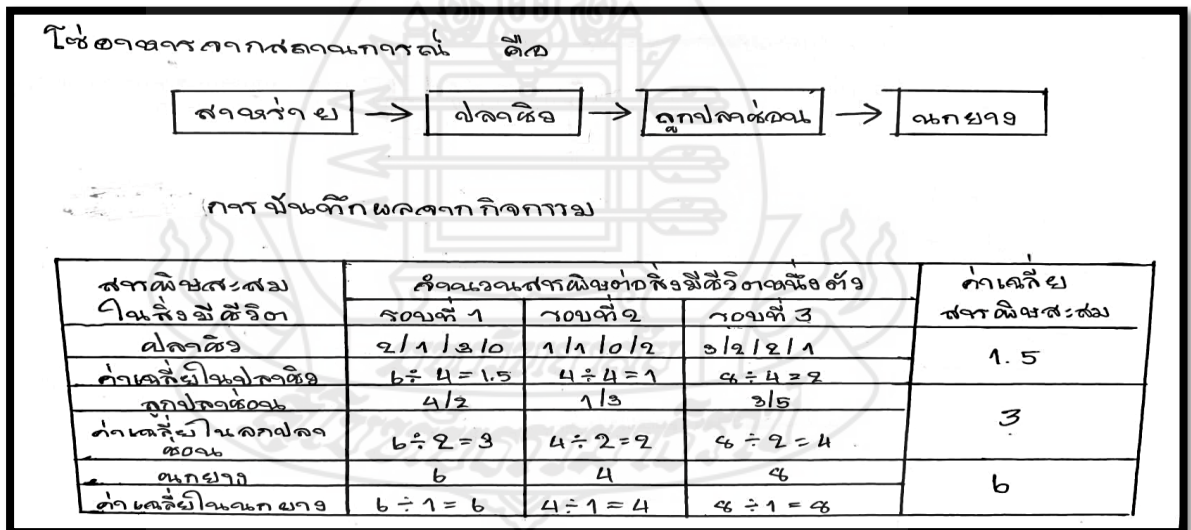 โซ่อาหารจากสถานการณ์ คือ
สาหร่าย → ปลาซิว → ลูกปลาช่อน → นกยาง
การบันทึกผลจากกิจกรรม
สารพิษสะสม
ในสิ่งมีชีวิต
จำนวนสารพิษต่อสิ่งมีชีวิตหนึ่งตัว
ค่าเฉลี่ย
สารพิษสะสม
รอบที่ 1 รอบที่ 2 รอบที่ 3
ปลาซิว 2/1/3/0 1/1/0/2 3/2/2/1
1.5
ค่าเฉลี่ยในปลาซิว 6÷4=1.5 4÷4=1 8÷4=2
ลูกปลาช่อน 4/2 1/3 3/5
3
ค่าเฉลี่ยในลูกปลา
ช่อน
6÷2=3 4÷2=2 8÷2=4
นกยาง 6 4 8
6
ค่าเฉลี่ยในนกยาง 6÷1=6 4÷1=4 8÷1=8